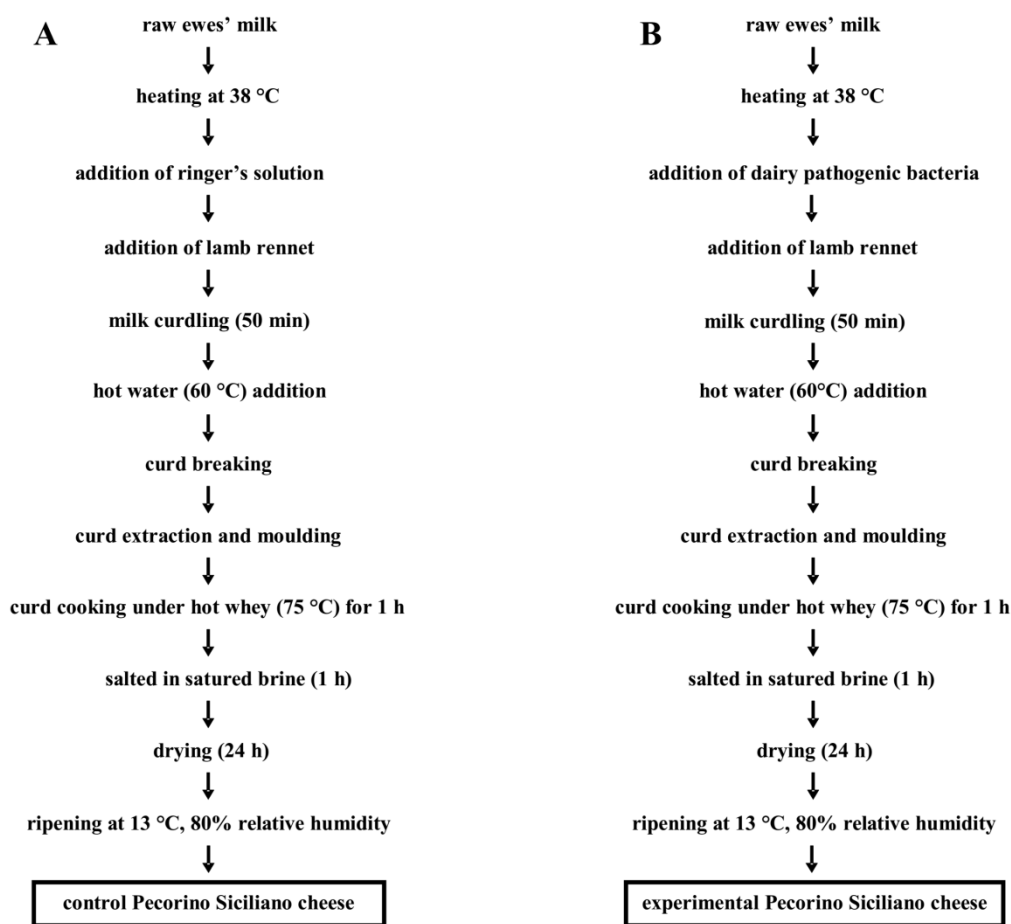 A
raw ewes' milk
heating at 38 °C
addition of ringer's solution
addition of lamb rennet
milk curdling (50 min)
hot water (60 °C) addition
curd breaking
curd extraction and moulding
curd cooking under hot whey (75 °C) for 1 h
salted in satured brine (1 h)
drying (24 h)
ripening at 13 °C, 80% relative humidity
control Pecorino Siciliano cheese
B
raw ewes' milk
heating at 38 °C
addition of dairy pathogenic bacteria
addition of lamb rennet
milk curdling (50 min)
hot water (60°C) addition
curd breaking
curd extraction and moulding
curd cooking under hot whey (75 °C) for 1 h
salted in satured brine (1 h)
drying (24 h)
ripening at 13 °C, 80% relative humidity
experimental Pecorino Siciliano cheese